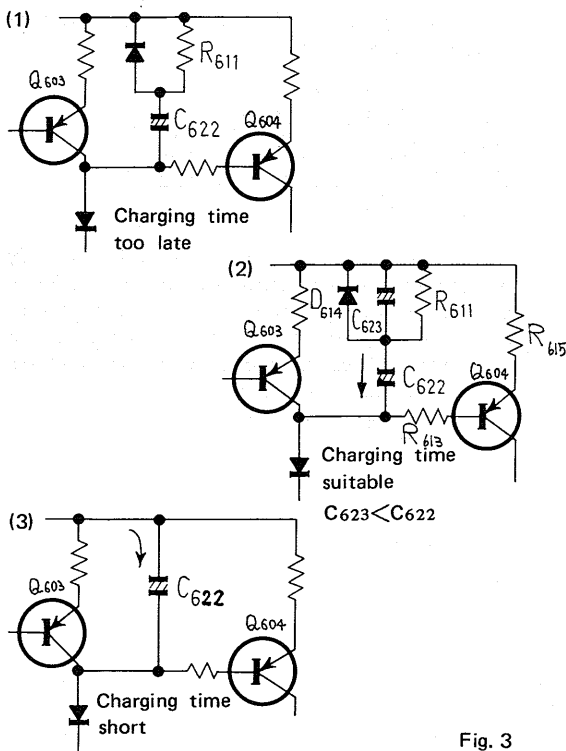 (1)
R611
Q603
C622
Q604
Charging time
too late
(2)
D614
C623
R611
Q603
C622
Q604
R615
R613
Charging time
suitable
C623<C622
(3)
Q603
C622
Q604
Charging time
short
Fig. 3